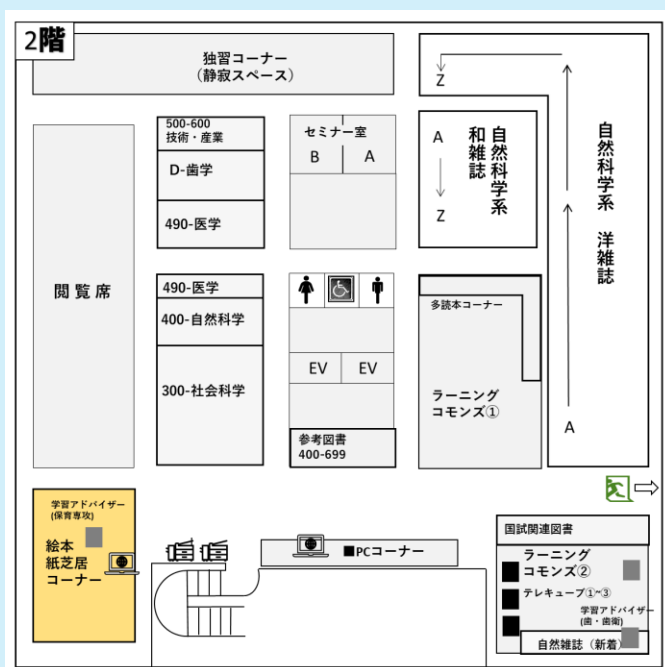 2階
独習コーナー
(静寂スペース)
Z
自然科学系 洋雑誌
A
500-600
技術・産業
D-歯学
490-医学
セミナー室
B
A
A
Z
自然科学系
和雑誌
閲覧席
490-医学
400-自然科学
300-社会科学
EV
EV
参考図書
400-699
多読本コーナー
ラーニング
コモンズ①
学習アドバイザー
(保育専攻)
絵本
紙芝居
コーナー
■PCコーナー
国試関連図書
ラーニング
コモンズ②
テレキューブ①~③
学習アドバイザー
(歯・歯衛)
自然雑誌(新着)